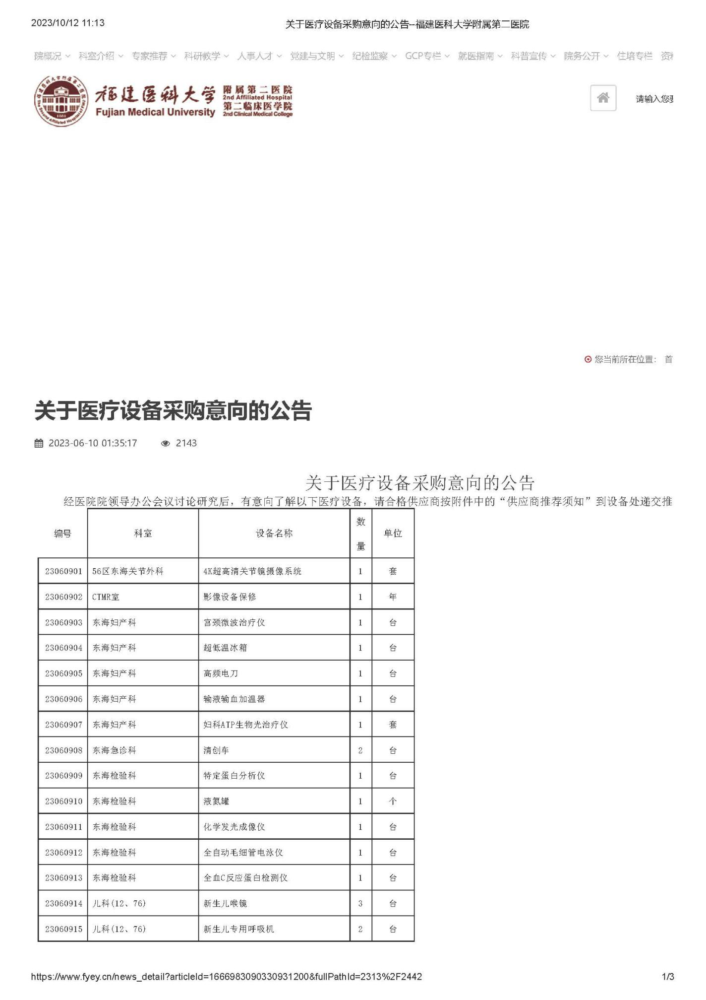 2023/10/12 11:13
关于医疗设备采购意向的公告--福建医科大学附属第二医院
院概况 科室介绍 专家推荐 科研教学 人事人才 党建与文明 纪检监察 GCP专栏 就医指南 科普宣传 院务公开 住培专栏 资
福建医科大学 附属第二医院
2nd Affiliated Hospital
Fujian Medical University 第二临床医学院
2nd Clinical Medical College
请输入您要
您当前所在位置： 首
关于医疗设备采购意向的公告
2023-06-10 01:35:17 2143
关于医疗设备采购意向的公告
经医院院领导办公会议讨论研究后，有意向了解以下医疗设备，请合格供应商按附件中的“供应商推荐须知”到设备处递交推
编号 科室 设备名称 数量 单位
23060901 56区东海关节外科 4K超高清关节镜摄像系统 1 套
23060902 CTMR室 影像设备保修 1 年
23060903 东海妇产科 宫颈微波治疗仪 1 台
23060904 东海妇产科 超低温冰箱 1 台
23060905 东海妇产科 高频电刀 1 台
23060906 东海妇产科 输液输血加温器 1 台
23060907 东海妇产科 妇科ATP生物光治疗仪 1 套
23060908 东海急诊科 清创车 2 台
23060909 东海检验科 特定蛋白分析仪 1 台
23060910 东海检验科 液氮罐 1 个
23060911 东海检验科 化学发光成像仪 1 台
23060912 东海检验科 全自动毛细管电泳仪 1 台
23060913 东海检验科 全血C反应蛋白检测仪 1 台
23060914 儿科(12、76) 新生儿喉镜 3 台
23060915 儿科(12、76) 新生儿专用呼吸机 2 台
https://www.fyey.cn/news_detail?articleId=1666983090330931200&fullPathId=2313%2F2442
1/3